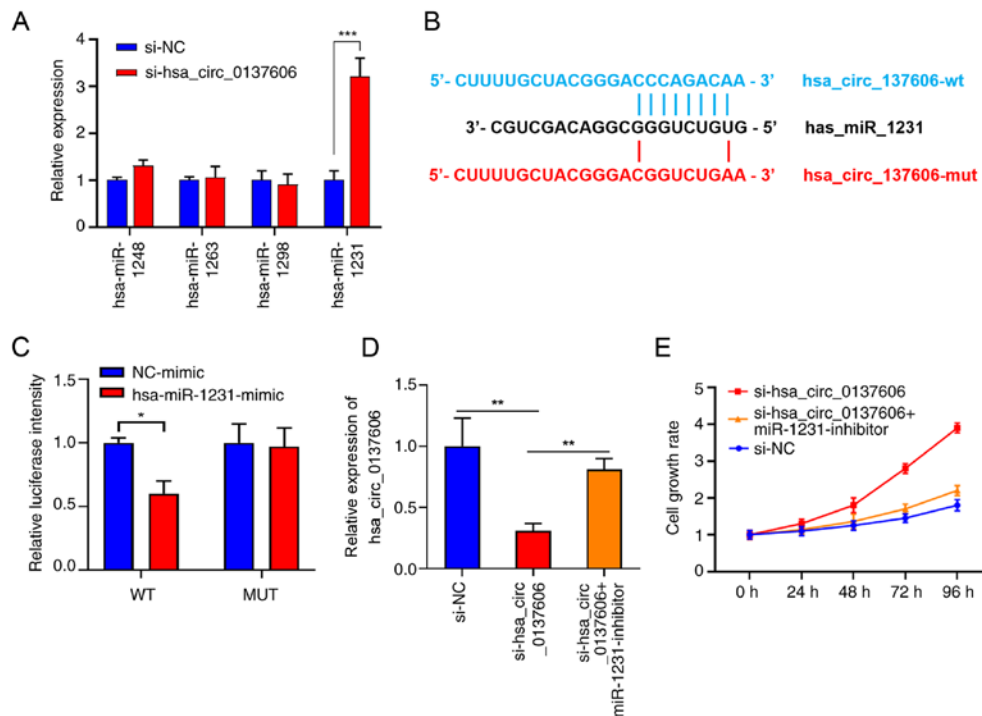 A
si-NC
si-hsa_circ_0137606
***
Relative expression
4
3
2
1
0
hsa-miR-
1248
hsa-miR-
1263
hsa-miR-
1298
hsa-miR-
1231
B
5’- CUUUUGCUACGGGACCCAGACAA - 3’ hsa_circ_137606-wt
3’- CGUCGACAGGCGGGUCUGUG - 5’ has_miR_1231
5’- CUUUUGCUACGGGACGGUCUGAA - 3’ hsa_circ_137606-mut
C
NC-mimic
hsa-miR-1231-mimic
*
Relative luciferase intensity
1.5
1.0
0.5
0.0
WT MUT
D
Relative expression of
hsa_circ_0137606
1.5
1.0
0.5
0.0
**
**
si-NC
si-hsa_circ
_0137606
si-hsa_circ
_0137606+
miR-1231-inhibitor
E
si-hsa_circ_0137606
si-hsa_circ_0137606+
miR-1231-inhibitor
si-NC
Cell growth rate
5
4
3
2
1
0
0 h 24 h 48 h 72 h 96 h